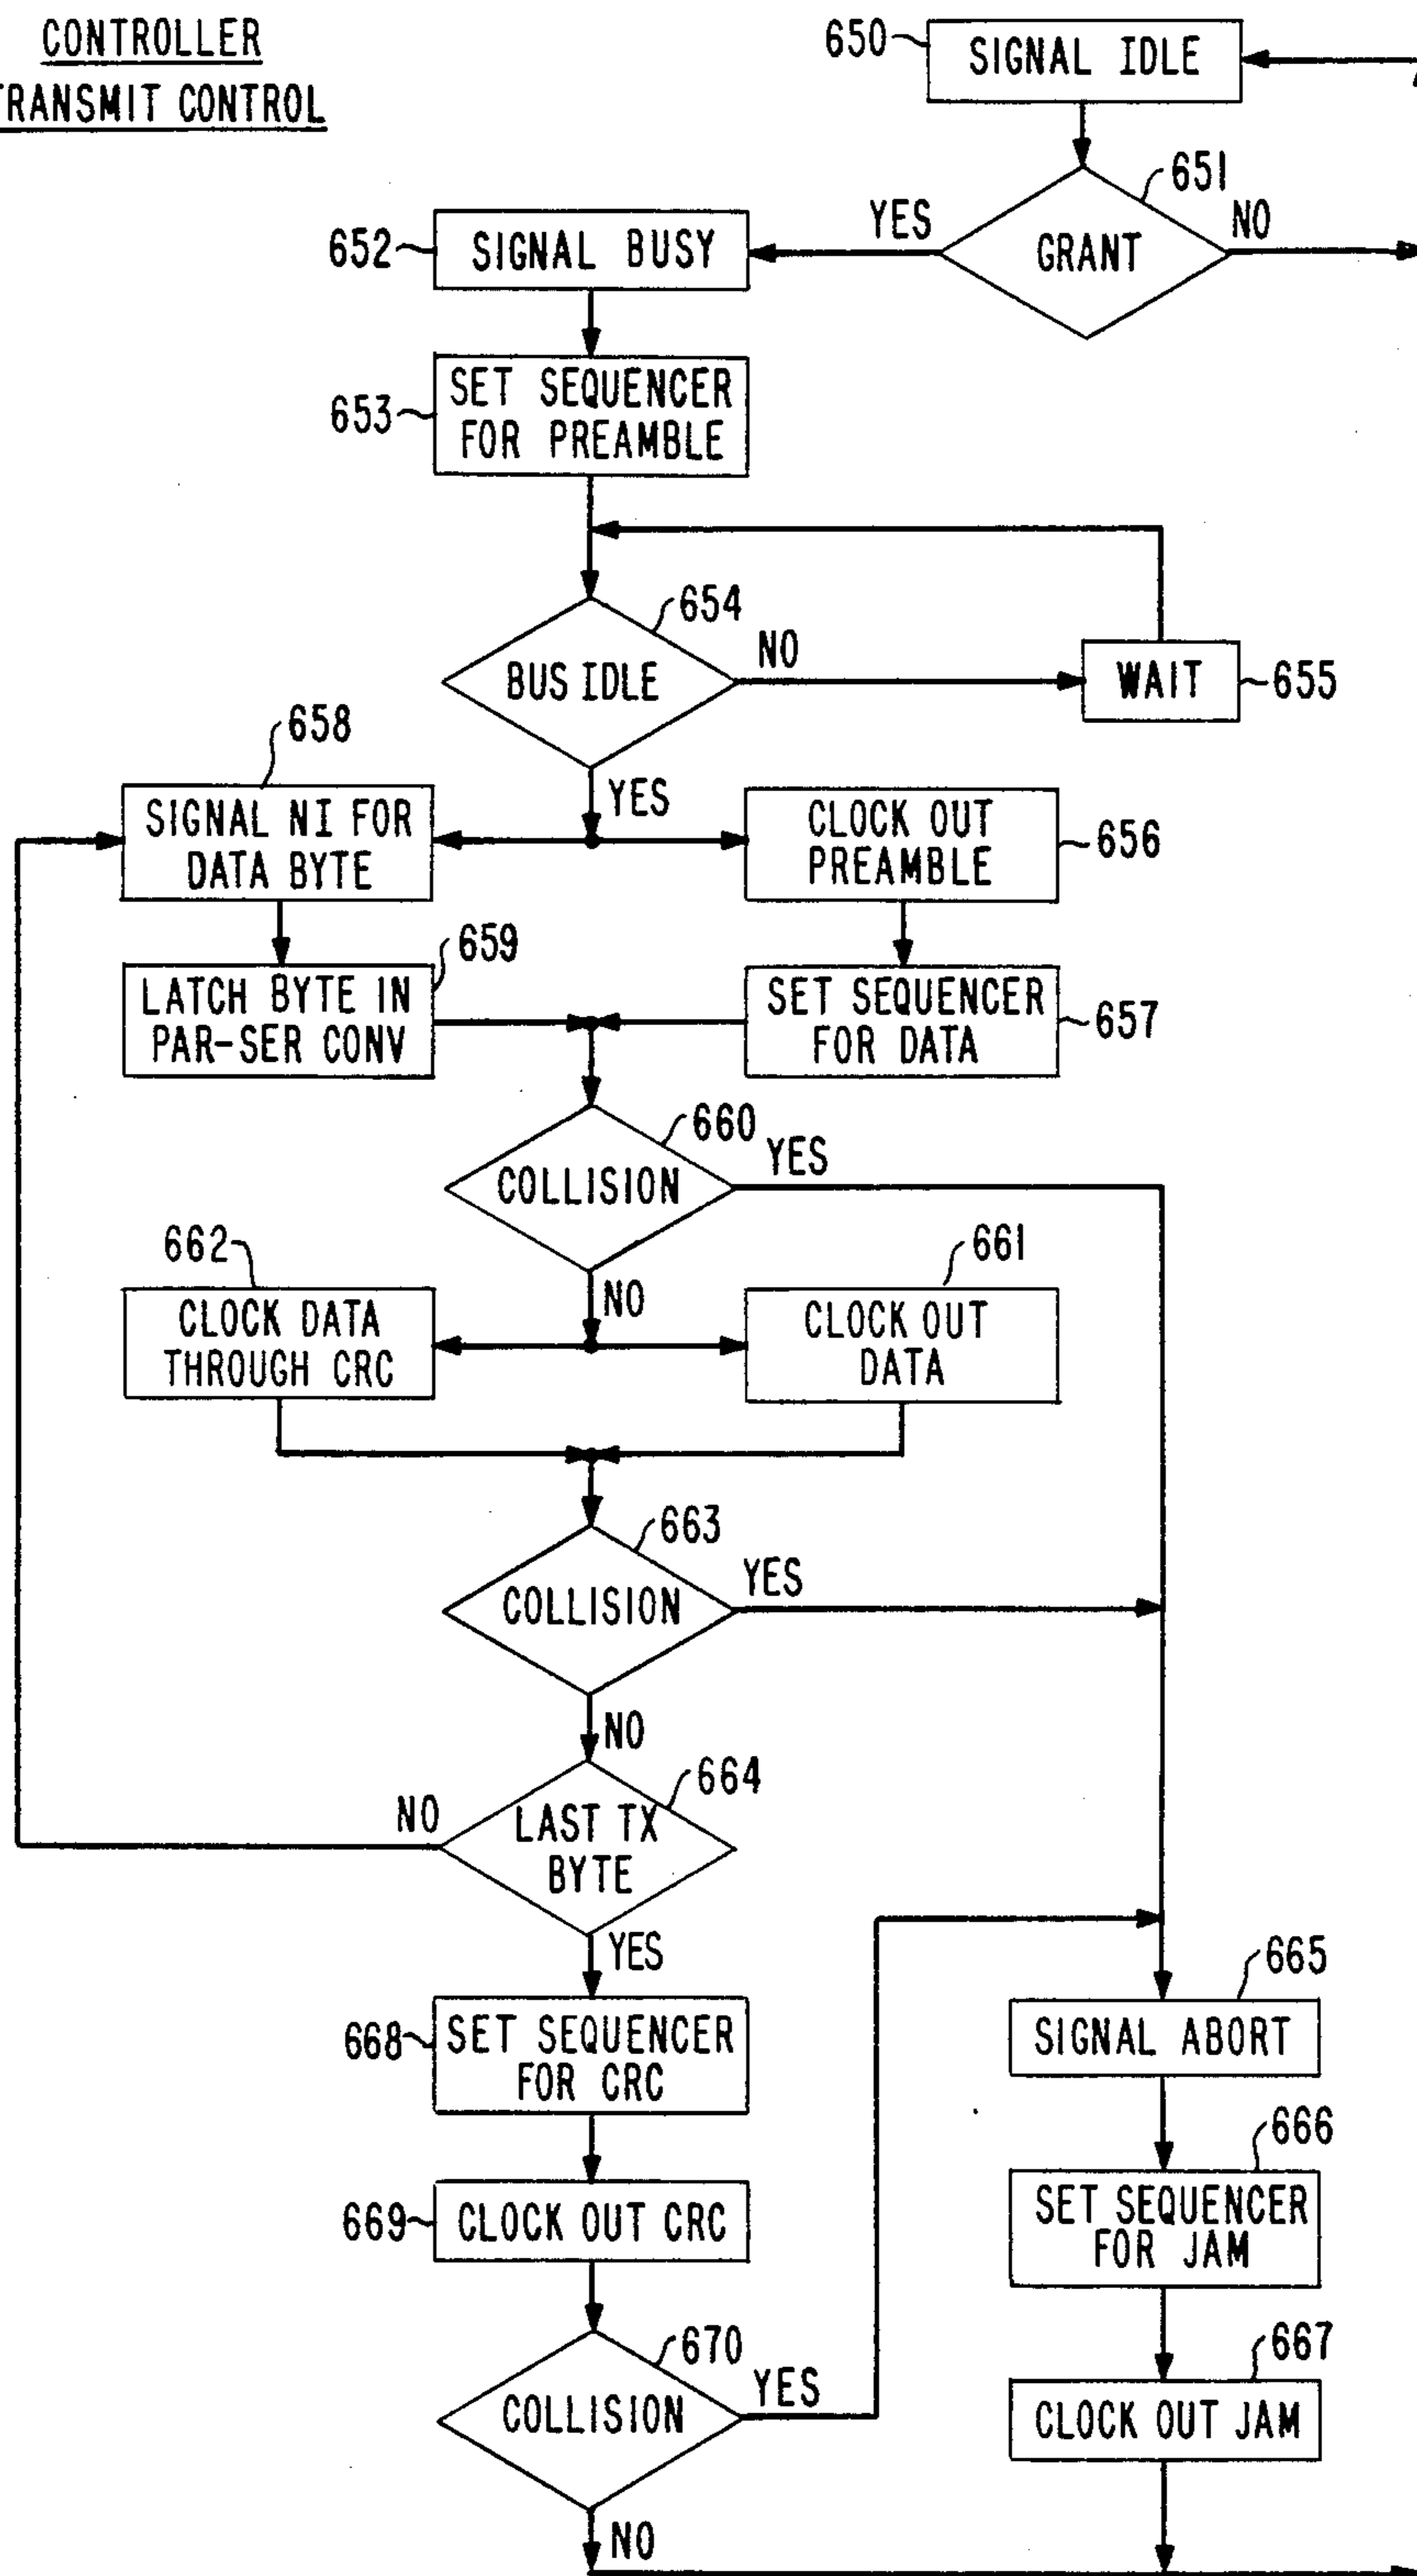 CONTROLLER
TRANSMIT CONTROL
650
SIGNAL IDLE
651
GRANT
YES
NO
652
SIGNAL BUSY
653
SET SEQUENCER
FOR PREAMBLE
654
BUS IDLE
NO
WAIT
655
YES
658
SIGNAL NI FOR
DATA BYTE
CLOCK OUT
PREAMBLE
656
659
LATCH BYTE IN
PAR-SER CONV
SET SEQUENCER
FOR DATA
657
660
COLLISION
YES
NO
662
CLOCK DATA
THROUGH CRC
661
CLOCK OUT
DATA
663
COLLISION
YES
NO
664
LAST TX
BYTE
NO
YES
665
SIGNAL ABORT
668
SET SEQUENCER
FOR CRC
666
SET SEQUENCER
FOR JAM
669
CLOCK OUT CRC
667
CLOCK OUT JAM
670
COLLISION
YES
NO